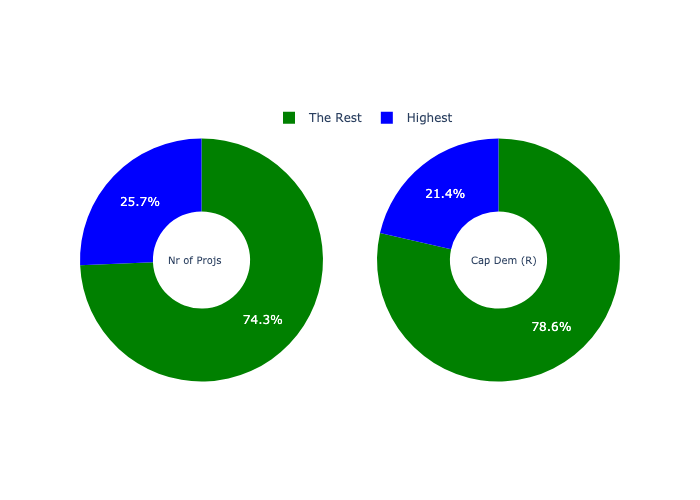 The Rest
Highest
25.7%
74.3%
Nr of Projs
21.4%
78.6%
Cap Dem (R)